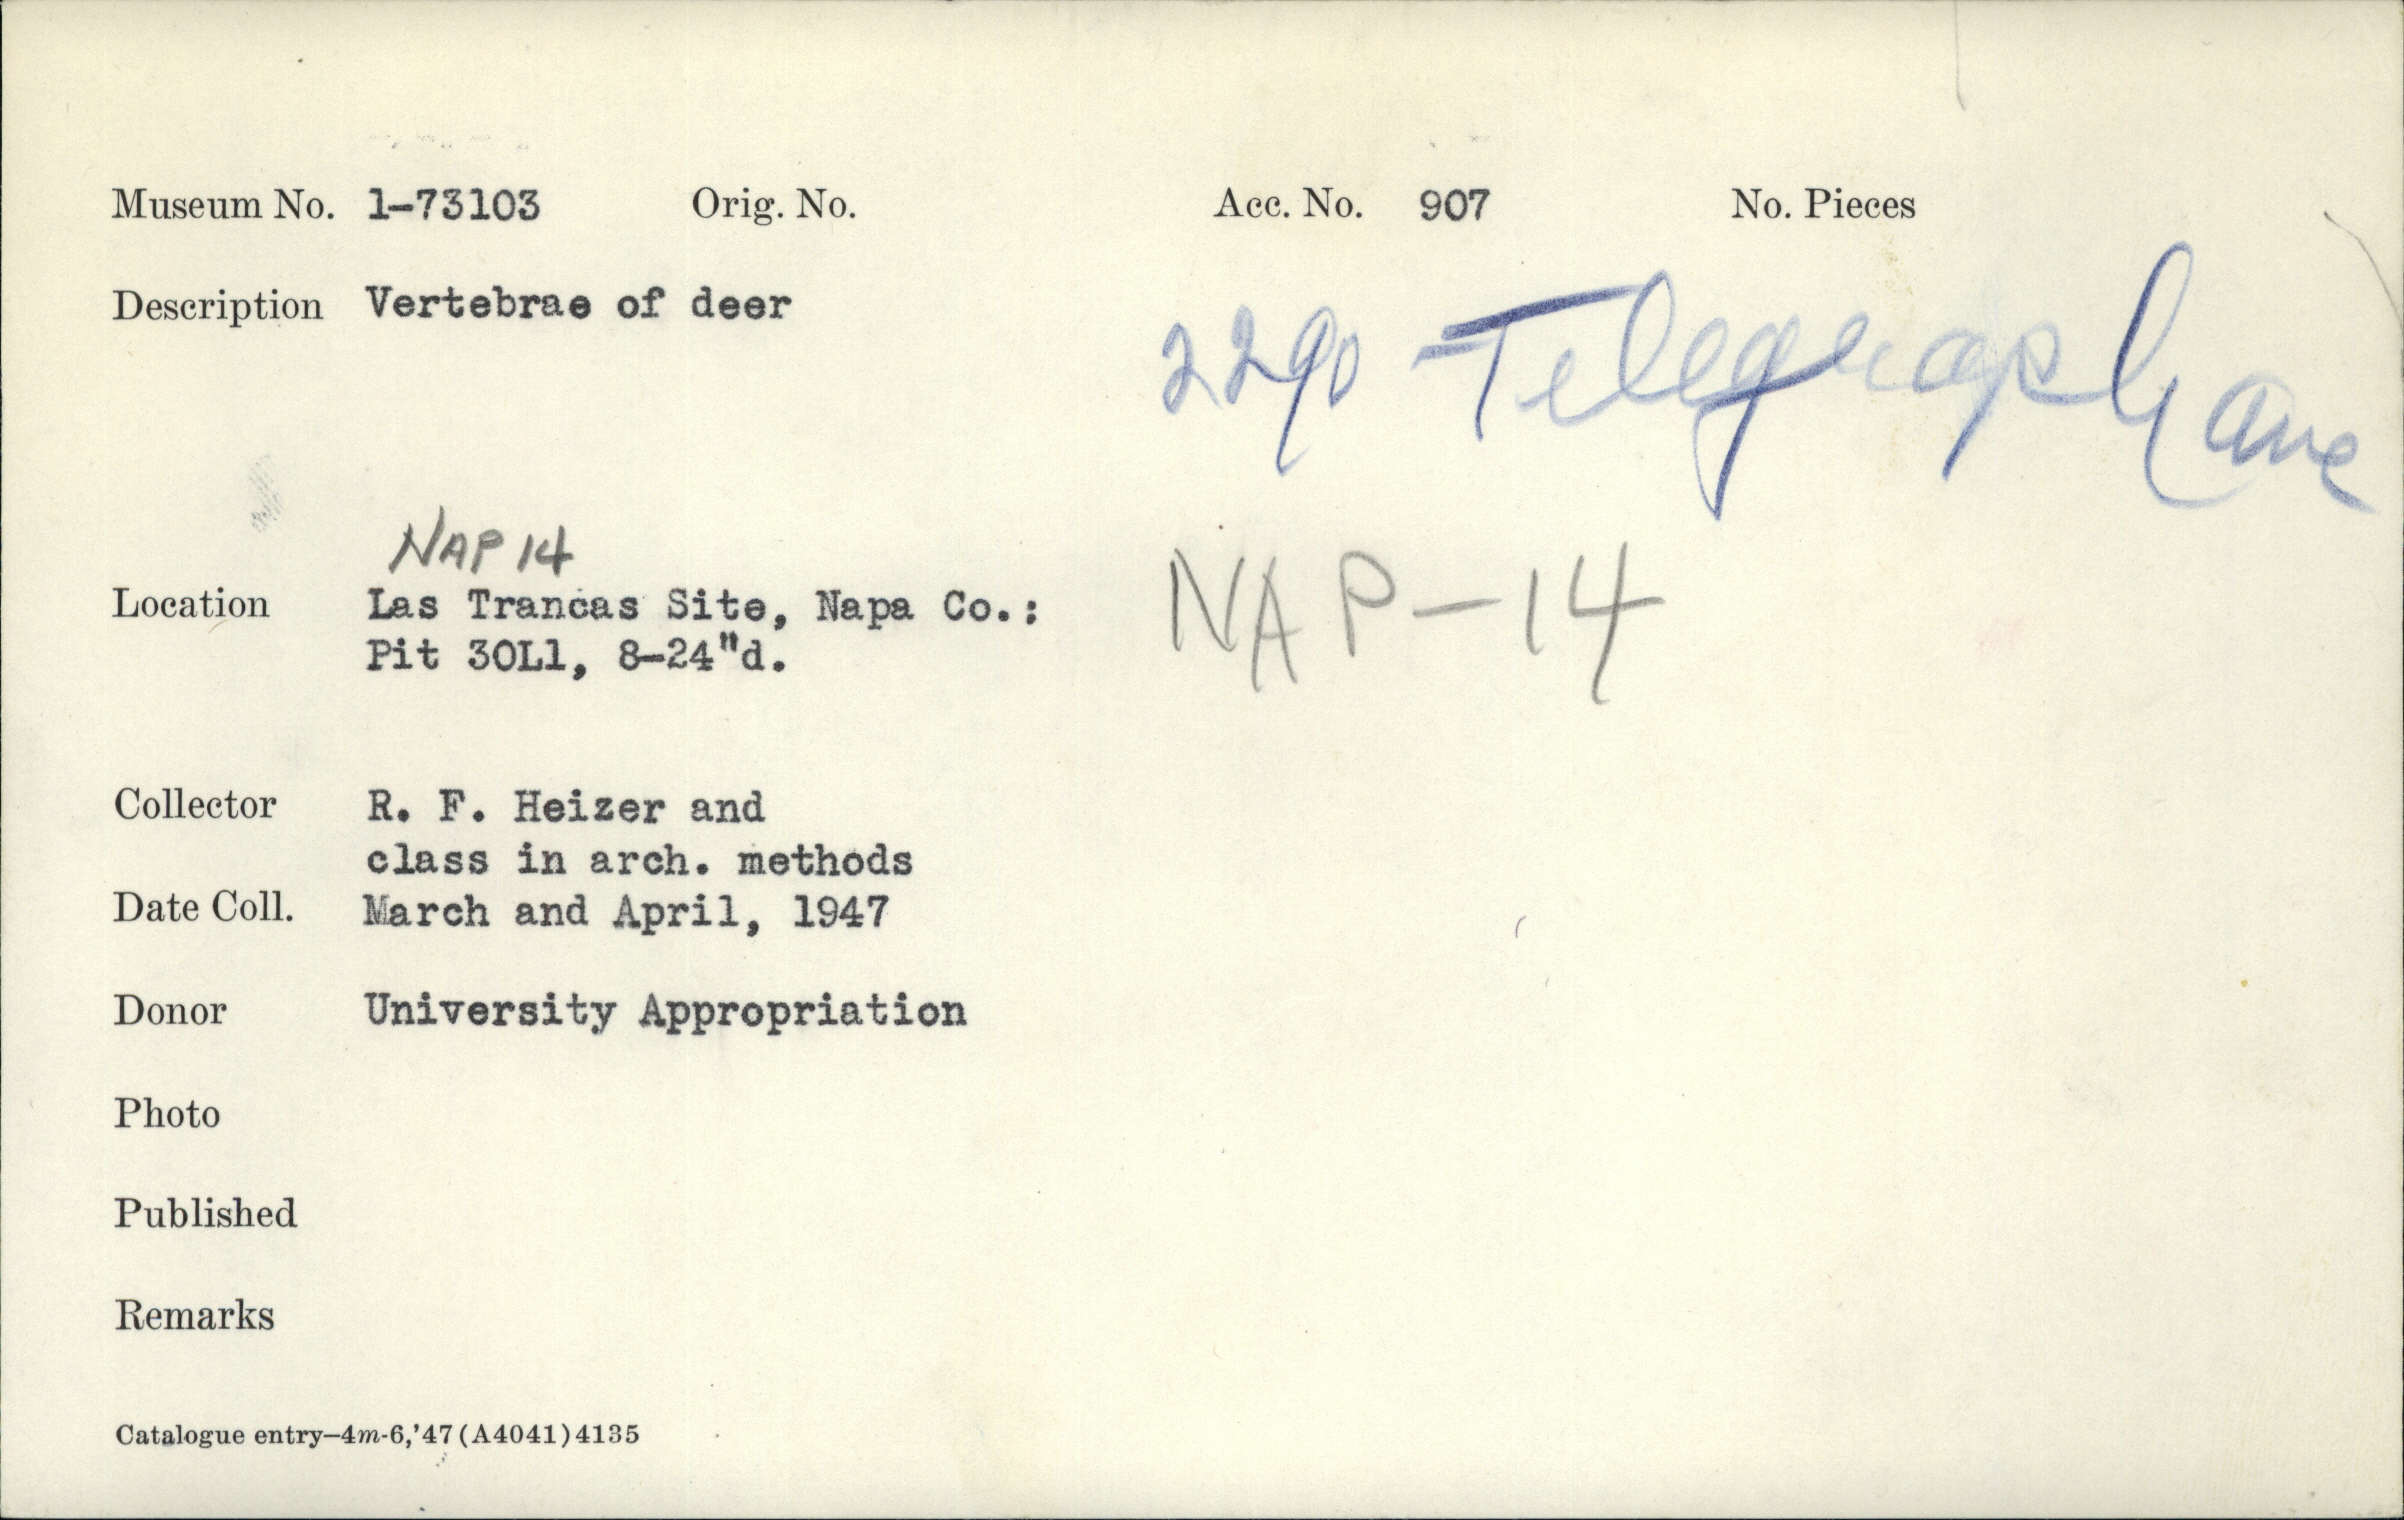 Museum No. 1-73103 Orig. No. Acc. No. 907 No. Pieces
Description Vertebrae of deer
2290 Telegraph ave
NAP 14
Location Las Trancas Site, Napa Co.:
Pit 30L1, 8-24"d.
NAP-14
Collector R. F. Heizer and
class in arch. methods
Date Coll. March and April, 1947
Donor University Appropriation
Photo
Published
Remarks
Catalogue entry—4m-6,'47(A4041)4135